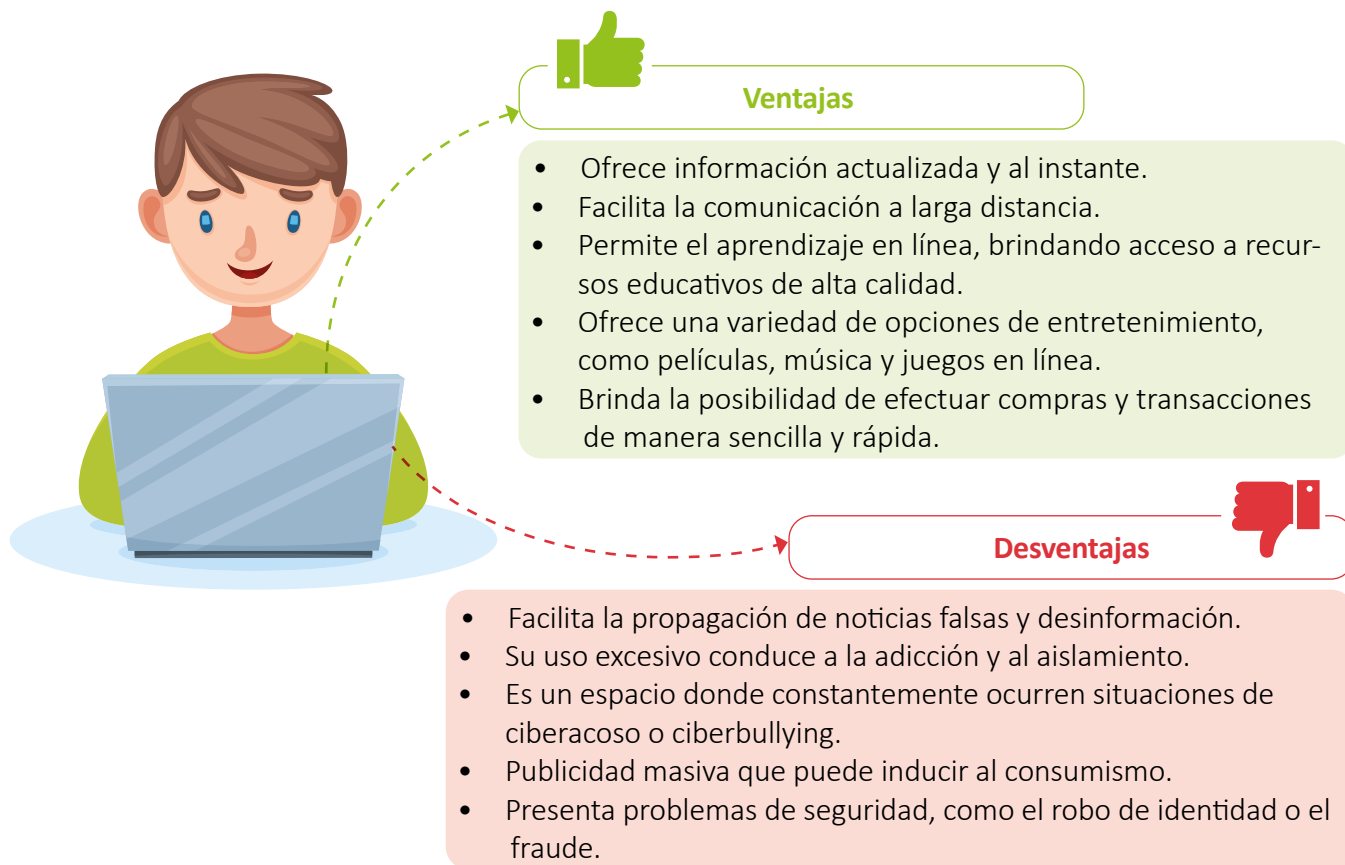 Ventajas
• Ofrece información actualizada y al instante.
• Facilita la comunicación a larga distancia.
• Permite el aprendizaje en línea, brindando acceso a recur-
sos educativos de alta calidad.
• Ofrece una variedad de opciones de entretenimiento,
como películas, música y juegos en línea.
• Brinda la posibilidad de efectuar compras y transacciones
de manera sencilla y rápida.
Desventajas
• Facilita la propagación de noticias falsas y desinformación.
• Su uso excesivo conduce a la adicción y al aislamiento.
• Es un espacio donde constantemente ocurren situaciones de
ciberacoso o ciberbullying.
• Publicidad masiva que puede inducir al consumismo.
• Presenta problemas de seguridad, como el robo de identidad o el
fraude.